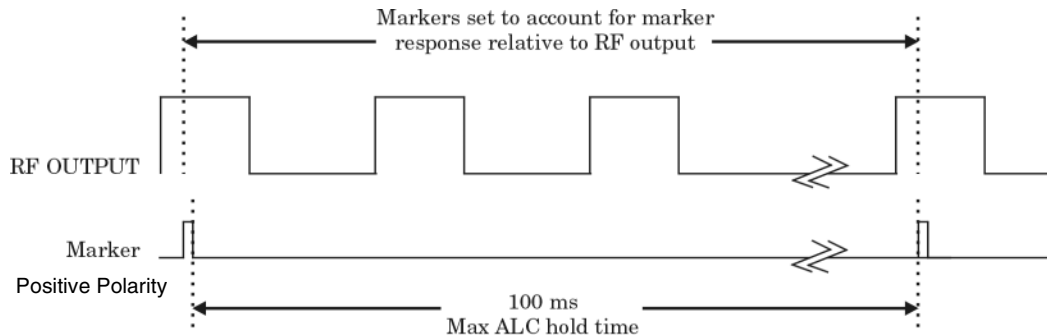 Markers set to account for marker
response relative to RF output
RF OUTPUT
Marker
Positive Polarity
100 ms
Max ALC hold time